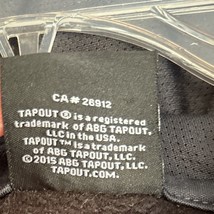 CA# 26912
TAPOUT ® is a registered
trademark of ABG TAPOUT,
LLC in the USA.
TAPOUT™ is a trademark
of ABG TAPOUT, LLC.
© 2015 ABG TAPOUT, LLC.
TAPOUT.COM.